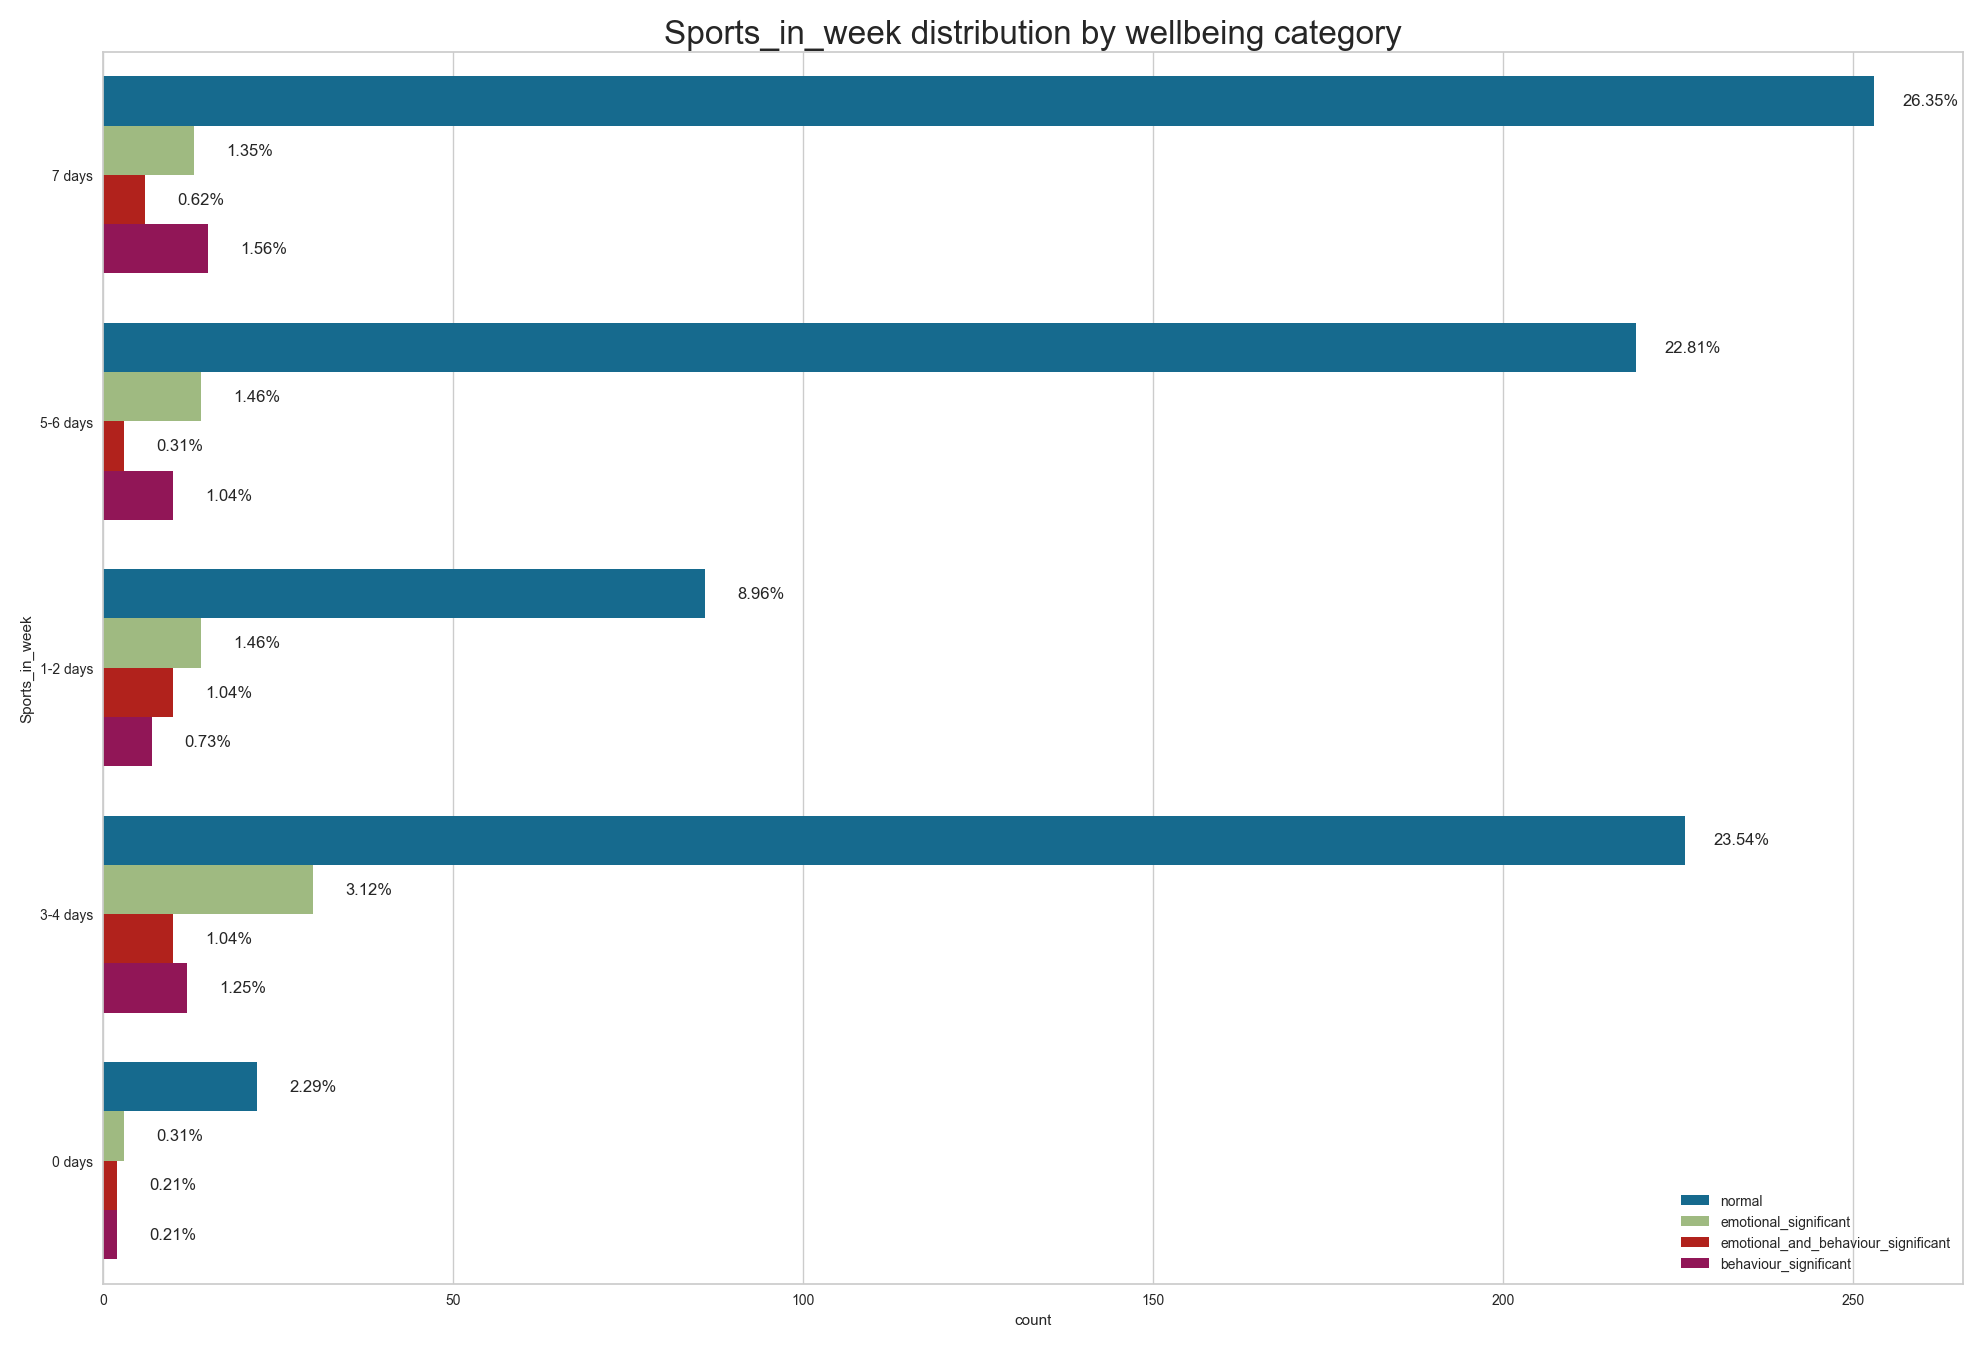 Sports_in_week distribution by wellbeing category
26.35%
1.35%
7 days
0.62%
1.56%
22.81%
1.46%
5-6 days
0.31%
1.04%
8.96%
1.46%
Sports_in_week
1-2 days
1.04%
0.73%
23.54%
3.12%
3-4 days
1.04%
1.25%
2.29%
0.31%
0 days
0.21%
0.21%
normal
emotional_significant
emotional_and_behaviour_significant
behaviour_significant
0 50 100 150 200 250
count